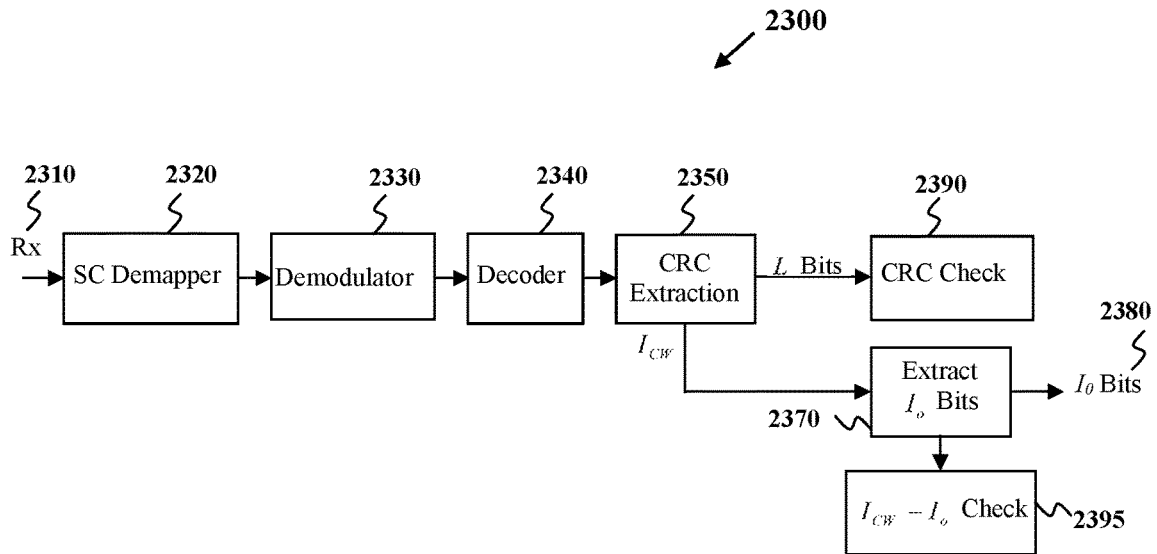 2300
2310
2320
2330
2340
2350
2390
Rx
SC Demapper
Demodulator
Decoder
CRC
Extraction
L Bits
CRC Check
I_CW
2380
Extract
I_o Bits
I_0 Bits
2370
I_CW – I_o Check
2395